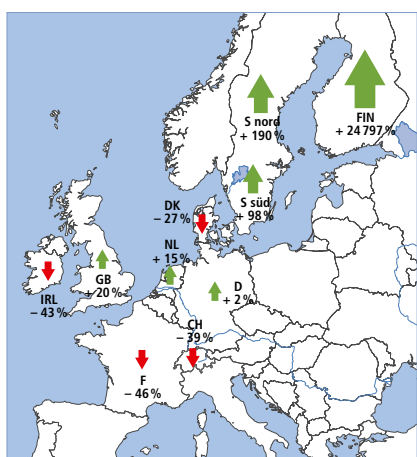 S nord
+ 190 %
FIN
+ 24 797 %
DK
– 27 %
S süd
+ 98 %
NL
+ 15 %
GB
+ 20 %
IRL
– 43 %
D
+ 2 %
CH
– 39 %
F
– 46 %